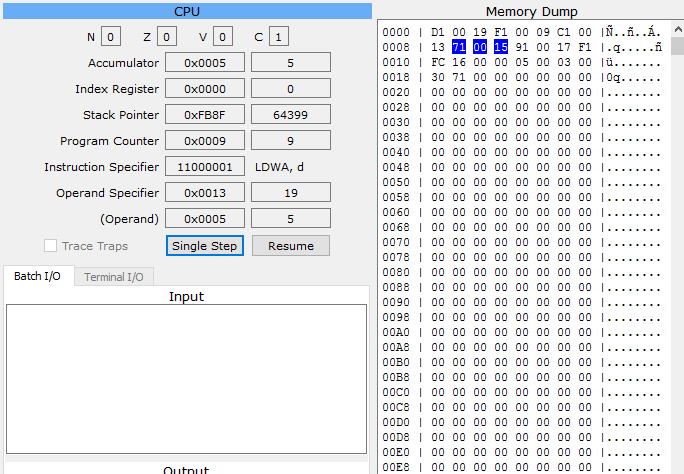 CPU
N 0 Z 0 V 0 C 1
Accumulator 0x0005 5
Index Register 0x0000 0
Stack Pointer 0xFB8F 64399
Program Counter 0x0009 9
Instruction Specifier 11000001 LDWA, d
Operand Specifier 0x0013 19
(Operand) 0x0005 5
Trace Traps Single Step Resume
Batch I/O Terminal I/O
Input
Output
Memory Dump
0000 | D1 00 19 F1 00 09 C1 00 |Ñ..ñ..Á.
0008 | 13 71 00 15 91 00 17 F1 |.q.....ñ
0010 | FC 16 00 00 05 00 03 00 |ü.......
0018 | 30 71 00 00 00 00 00 00 |0q......
0020 | 00 00 00 00 00 00 00 00 |........
0028 | 00 00 00 00 00 00 00 00 |........
0030 | 00 00 00 00 00 00 00 00 |........
0038 | 00 00 00 00 00 00 00 00 |........
0040 | 00 00 00 00 00 00 00 00 |........
0048 | 00 00 00 00 00 00 00 00 |........
0050 | 00 00 00 00 00 00 00 00 |........
0058 | 00 00 00 00 00 00 00 00 |........
0060 | 00 00 00 00 00 00 00 00 |........
0068 | 00 00 00 00 00 00 00 00 |........
0070 | 00 00 00 00 00 00 00 00 |........
0078 | 00 00 00 00 00 00 00 00 |........
0080 | 00 00 00 00 00 00 00 00 |........
0088 | 00 00 00 00 00 00 00 00 |........
0090 | 00 00 00 00 00 00 00 00 |........
0098 | 00 00 00 00 00 00 00 00 |........
00A0 | 00 00 00 00 00 00 00 00 |........
00A8 | 00 00 00 00 00 00 00 00 |........
00B0 | 00 00 00 00 00 00 00 00 |........
00B8 | 00 00 00 00 00 00 00 00 |........
00C0 | 00 00 00 00 00 00 00 00 |........
00C8 | 00 00 00 00 00 00 00 00 |........
00D0 | 00 00 00 00 00 00 00 00 |........
00D8 | 00 00 00 00 00 00 00 00 |........
00E0 | 00 00 00 00 00 00 00 00 |........
00E8 | 00 00 00 00 00 00 00 00 |........